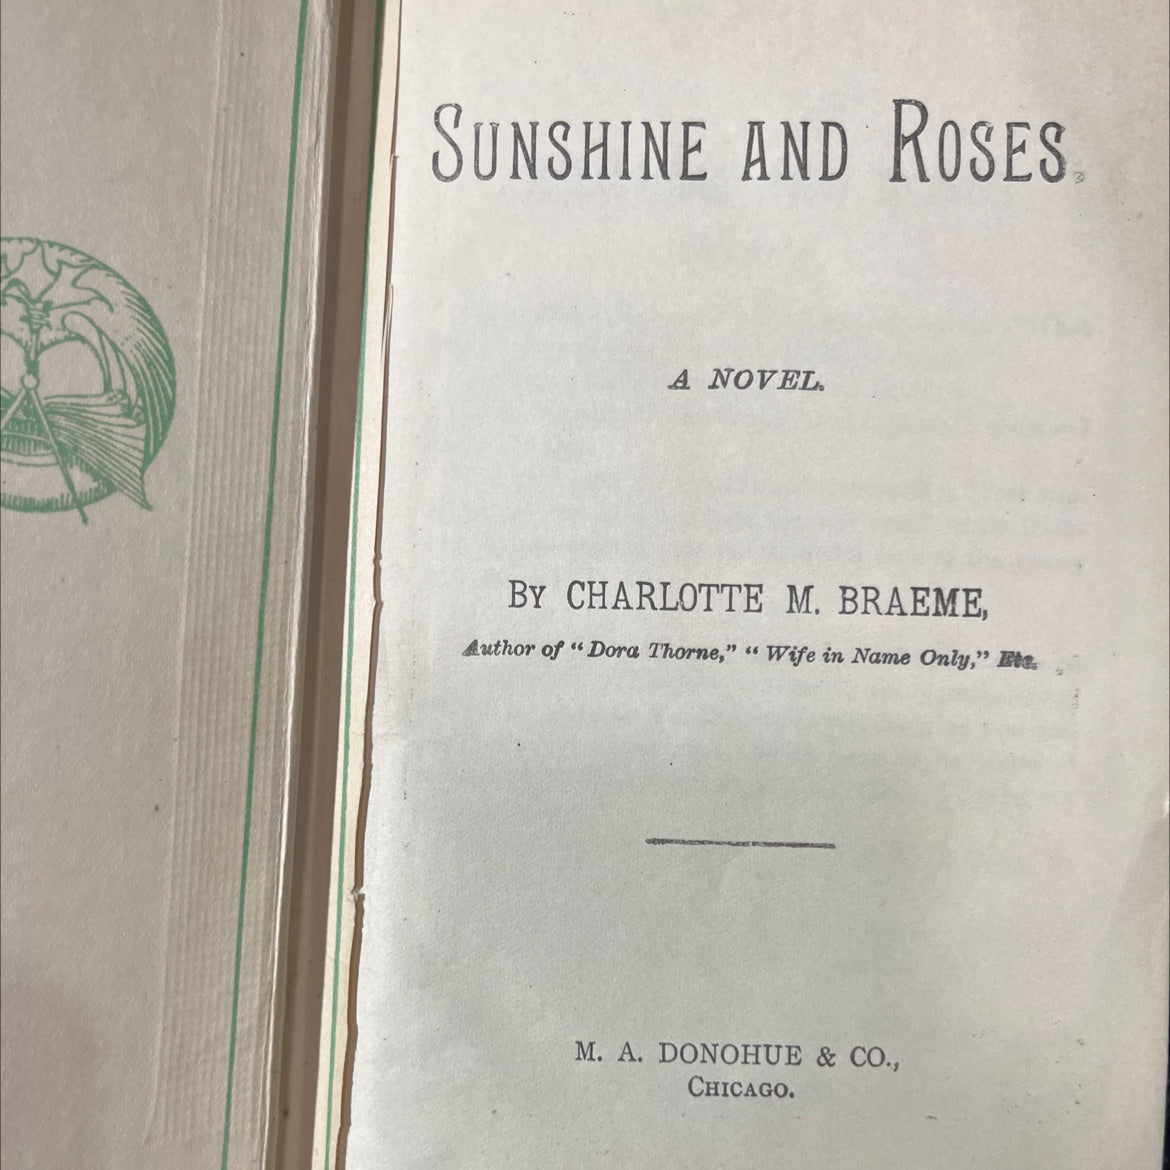 SUNSHINE AND ROSES.
A NOVEL.
BY CHARLOTTE M. BRAEME,
Author of “Dora Thorne,” “Wife in Name Only,” Etc.
M. A. DONOHUE & CO.,
CHICAGO.